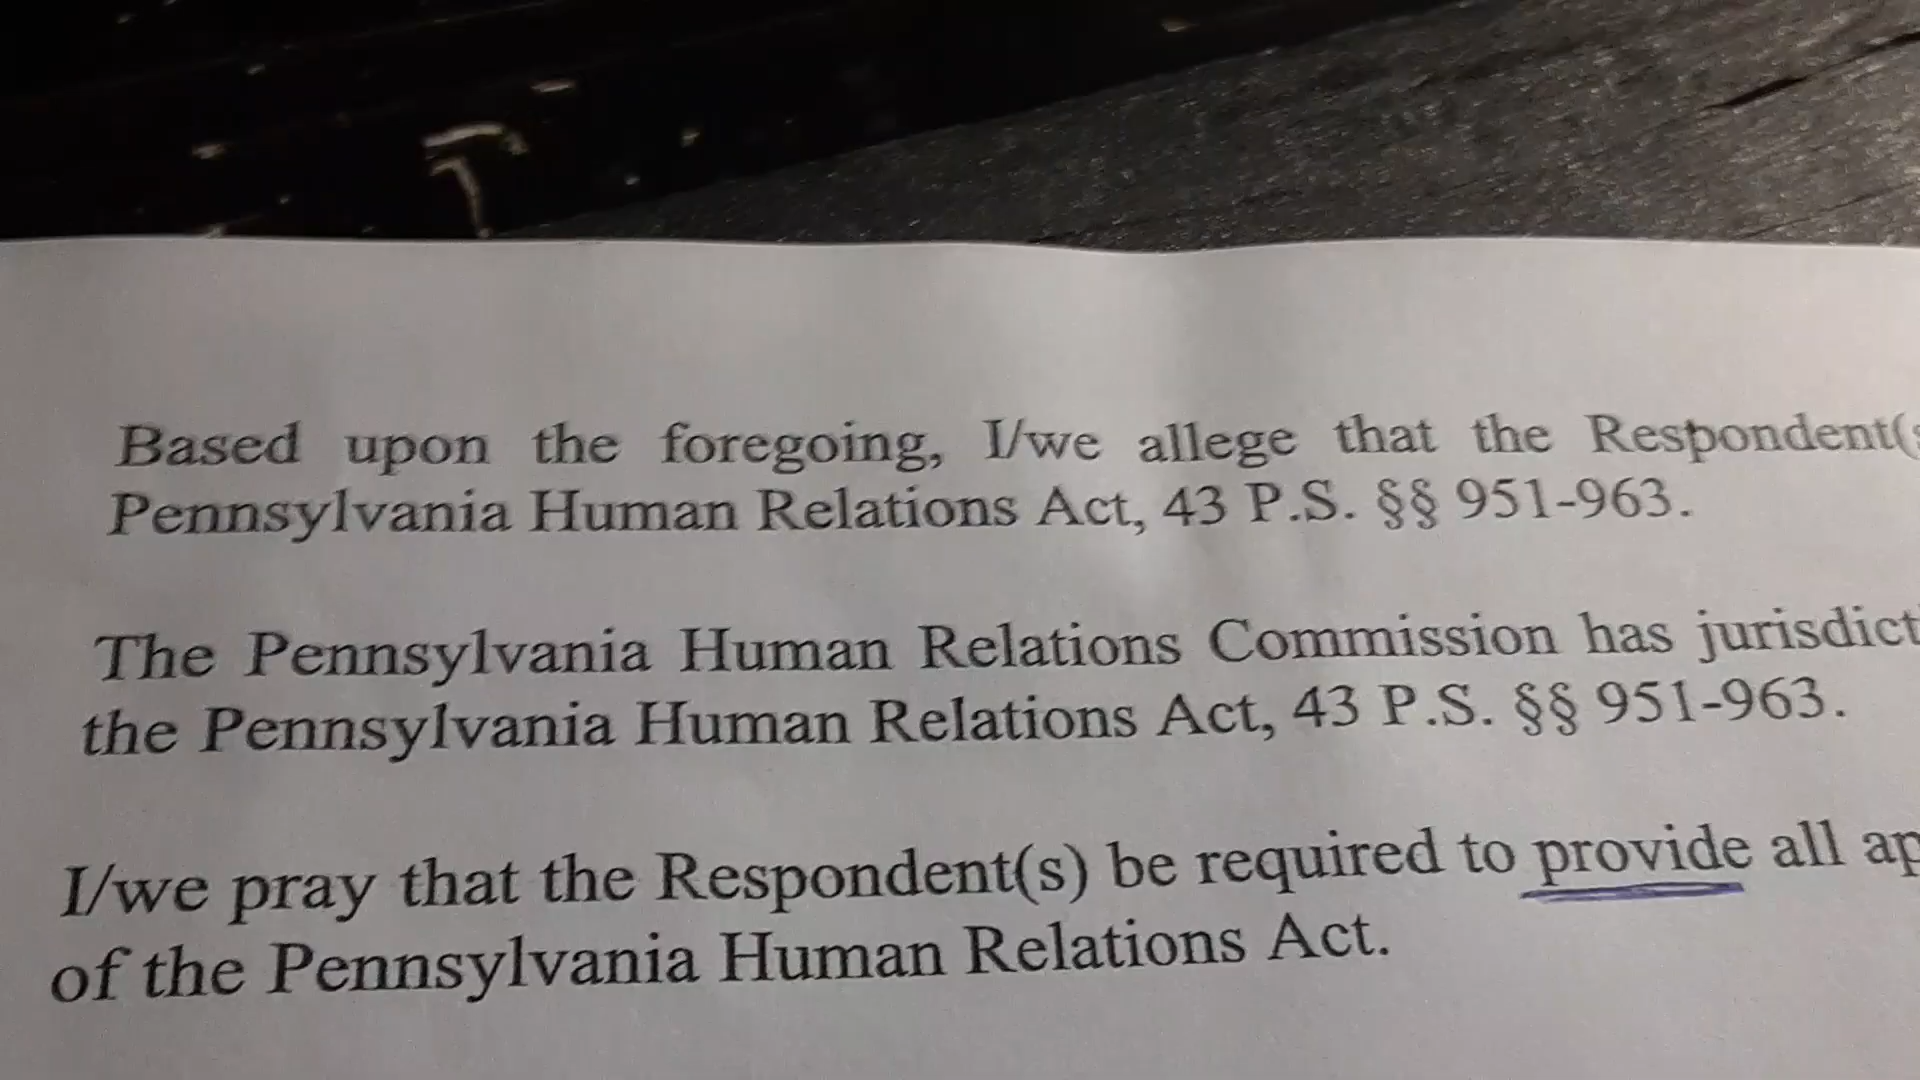 Based upon the foregoing, I/we allege that the Respondent(
Pennsylvania Human Relations Act, 43 P.S. §§ 951-963.
The Pennsylvania Human Relations Commission has jurisdict
the Pennsylvania Human Relations Act, 43 P.S. §§ 951-963.
I/we pray that the Respondent(s) be required to provide all ap
of the Pennsylvania Human Relations Act.